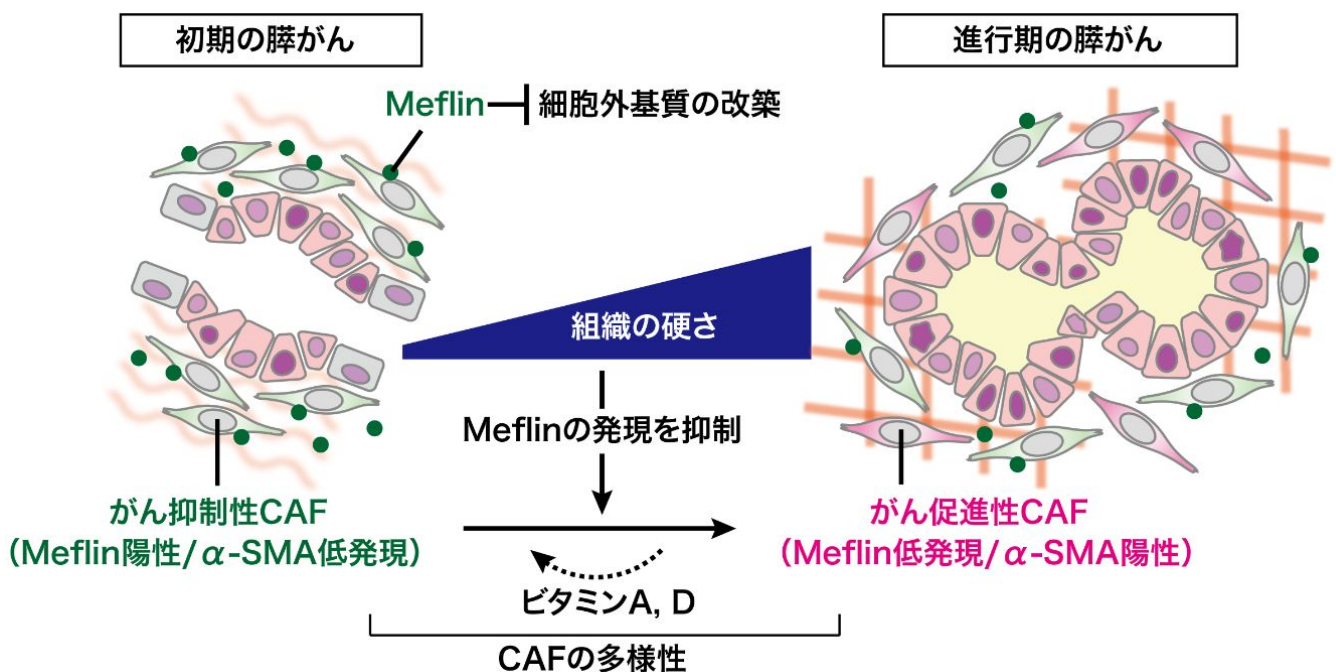 初期の膵がん
進行期の膵がん
Meflin 細胞外基質の改築
組織の硬さ
Meflinの発現を抑制
がん抑制性CAF
（Meflin陽性/α-SMA低発現）
がん促進性CAF
（Meflin低発現/α-SMA陽性）
ビタミンA, D
CAFの多様性